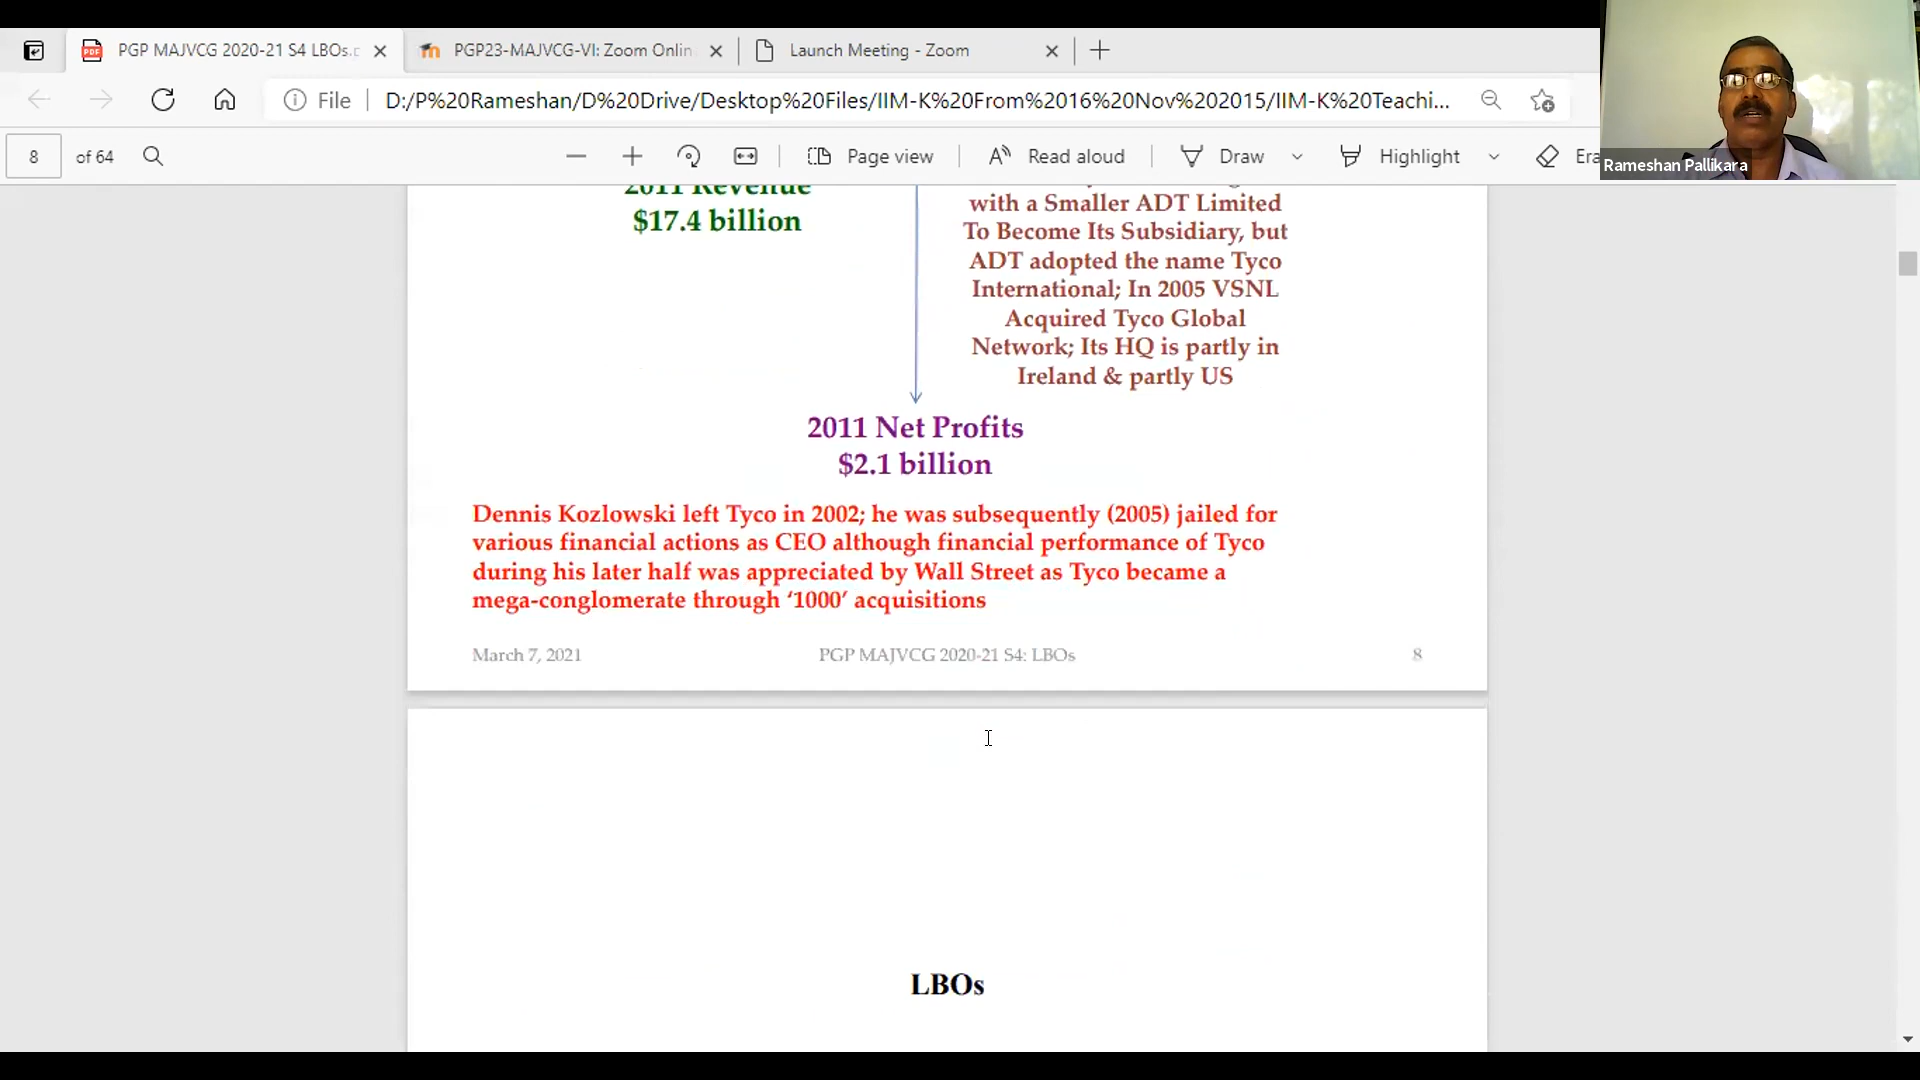 PGP MAJVCG 2020-21 S4 LBOs.p
PGP23-MAJVCG-VI: Zoom Onlin
Launch Meeting - Zoom
File
D:/P%20Rameshan/D%20Drive/Desktop%20Files/IIM-K%20From%2016%20Nov%202015/IIM-K%20Teachi...
8
of 64
Page view
Read aloud
Draw
Highlight
Era
Rameshan Pallikara
2011 Revenue
$17.4 billion
with a Smaller ADT Limited
To Become Its Subsidiary, but
ADT adopted the name Tyco
International; In 2005 VSNL
Acquired Tyco Global
Network; Its HQ is partly in
Ireland & partly US
2011 Net Profits
$2.1 billion
Dennis Kozlowski left Tyco in 2002; he was subsequently (2005) jailed for
various financial actions as CEO although financial performance of Tyco
during his later half was appreciated by Wall Street as Tyco became a
mega-conglomerate through ‘1000’ acquisitions
March 7, 2021
PGP MAJVCG 2020-21 S4: LBOs
8
LBOs